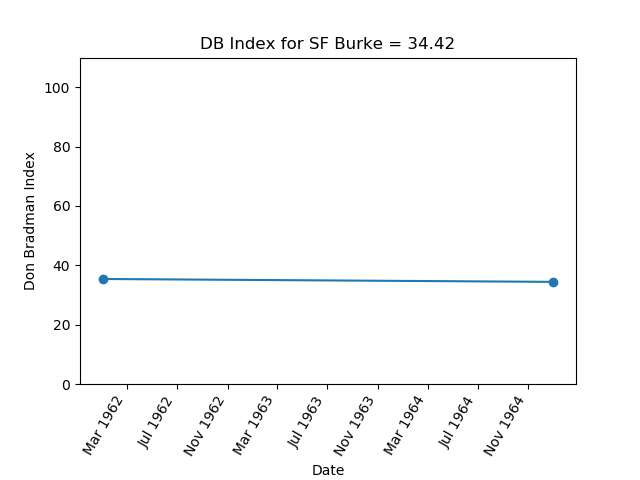 DB Index for SF Burke = 34.42
100
80
60
40
20
0
Don Bradman Index
Mar 1962
Jul 1962
Nov 1962
Mar 1963
Jul 1963
Nov 1963
Mar 1964
Jul 1964
Nov 1964
Date